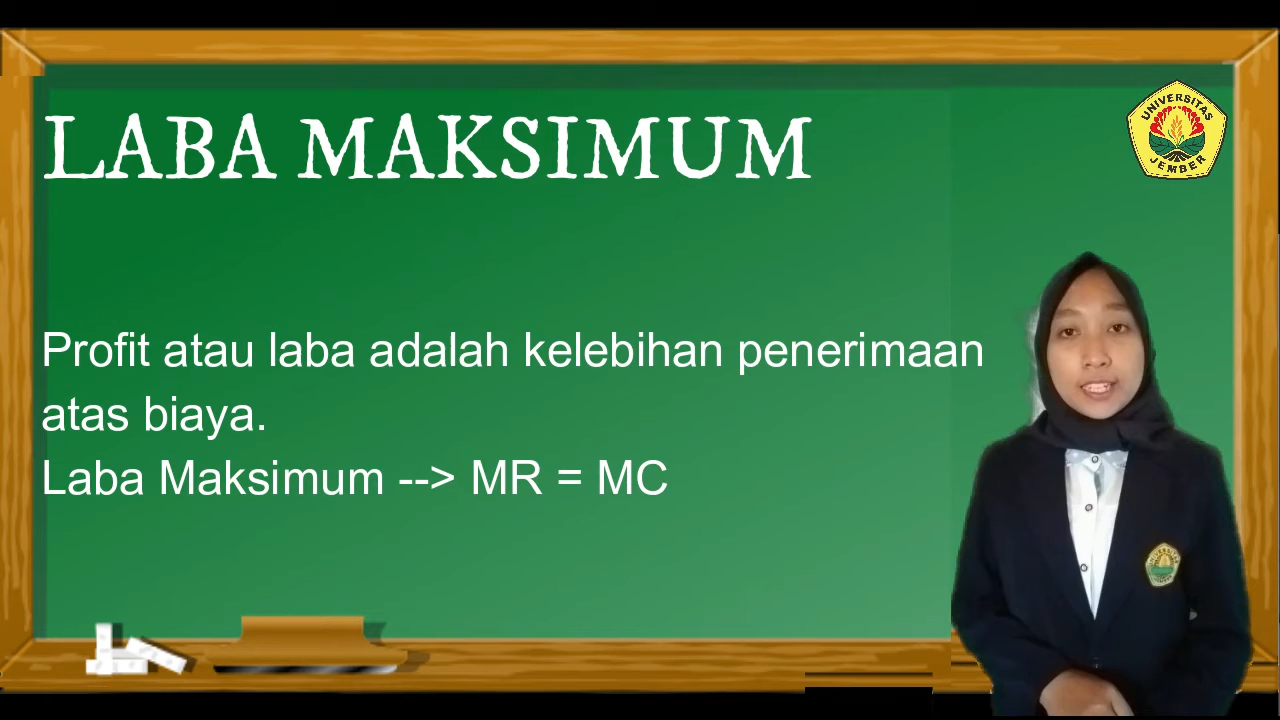 LABA MAKSIMUM
UNIVERSITAS
JEMBER
Profit atau laba adalah kelebihan penerimaan
atas biaya.
Laba Maksimum --> MR = MC